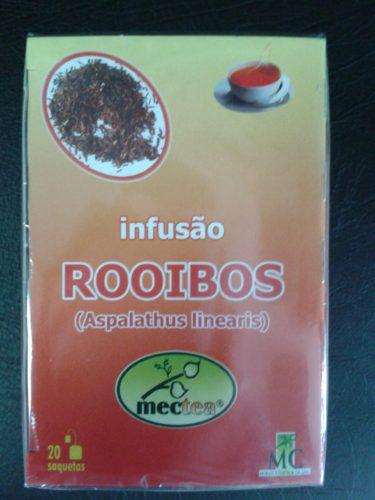 infusão
ROOIBOS
(Aspalathus linearis)
mectea®
20
saquetas
MC